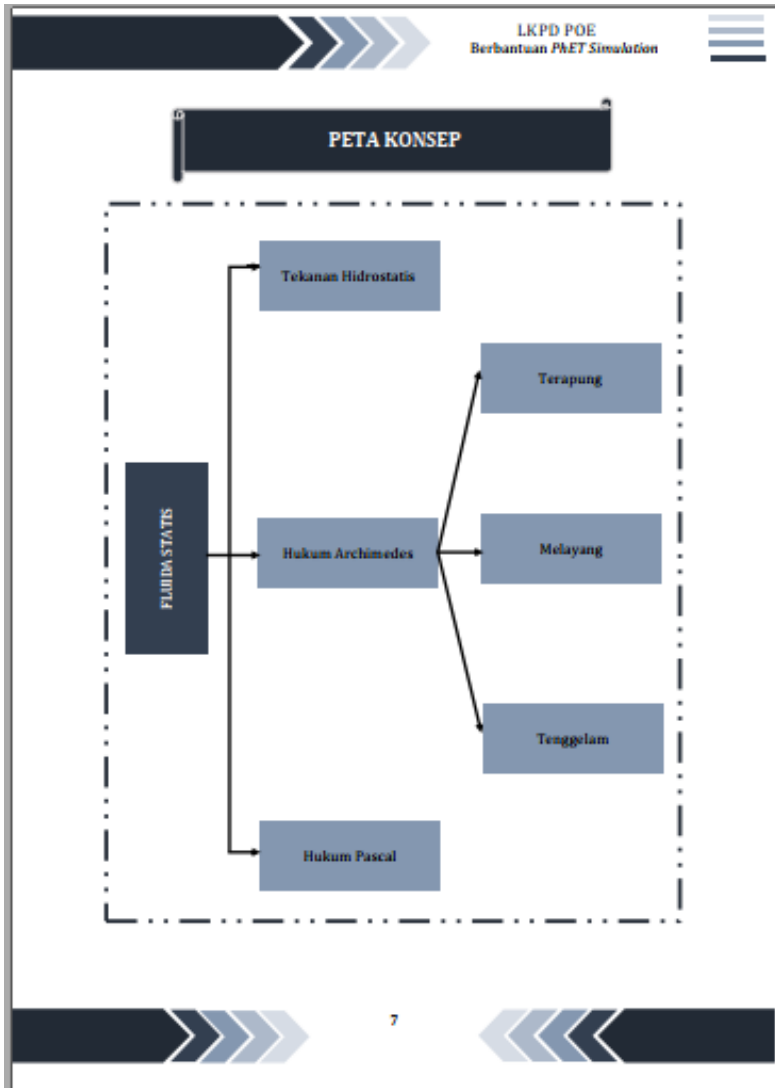 LKPD POE
Berbantuan PhET Simulation
PETA KONSEP
Tekanan Hidrostatis
Terapung
FLUIDA STATIS
Hukum Archimedes
Melayang
Tenggelam
Hukum Pascal
7